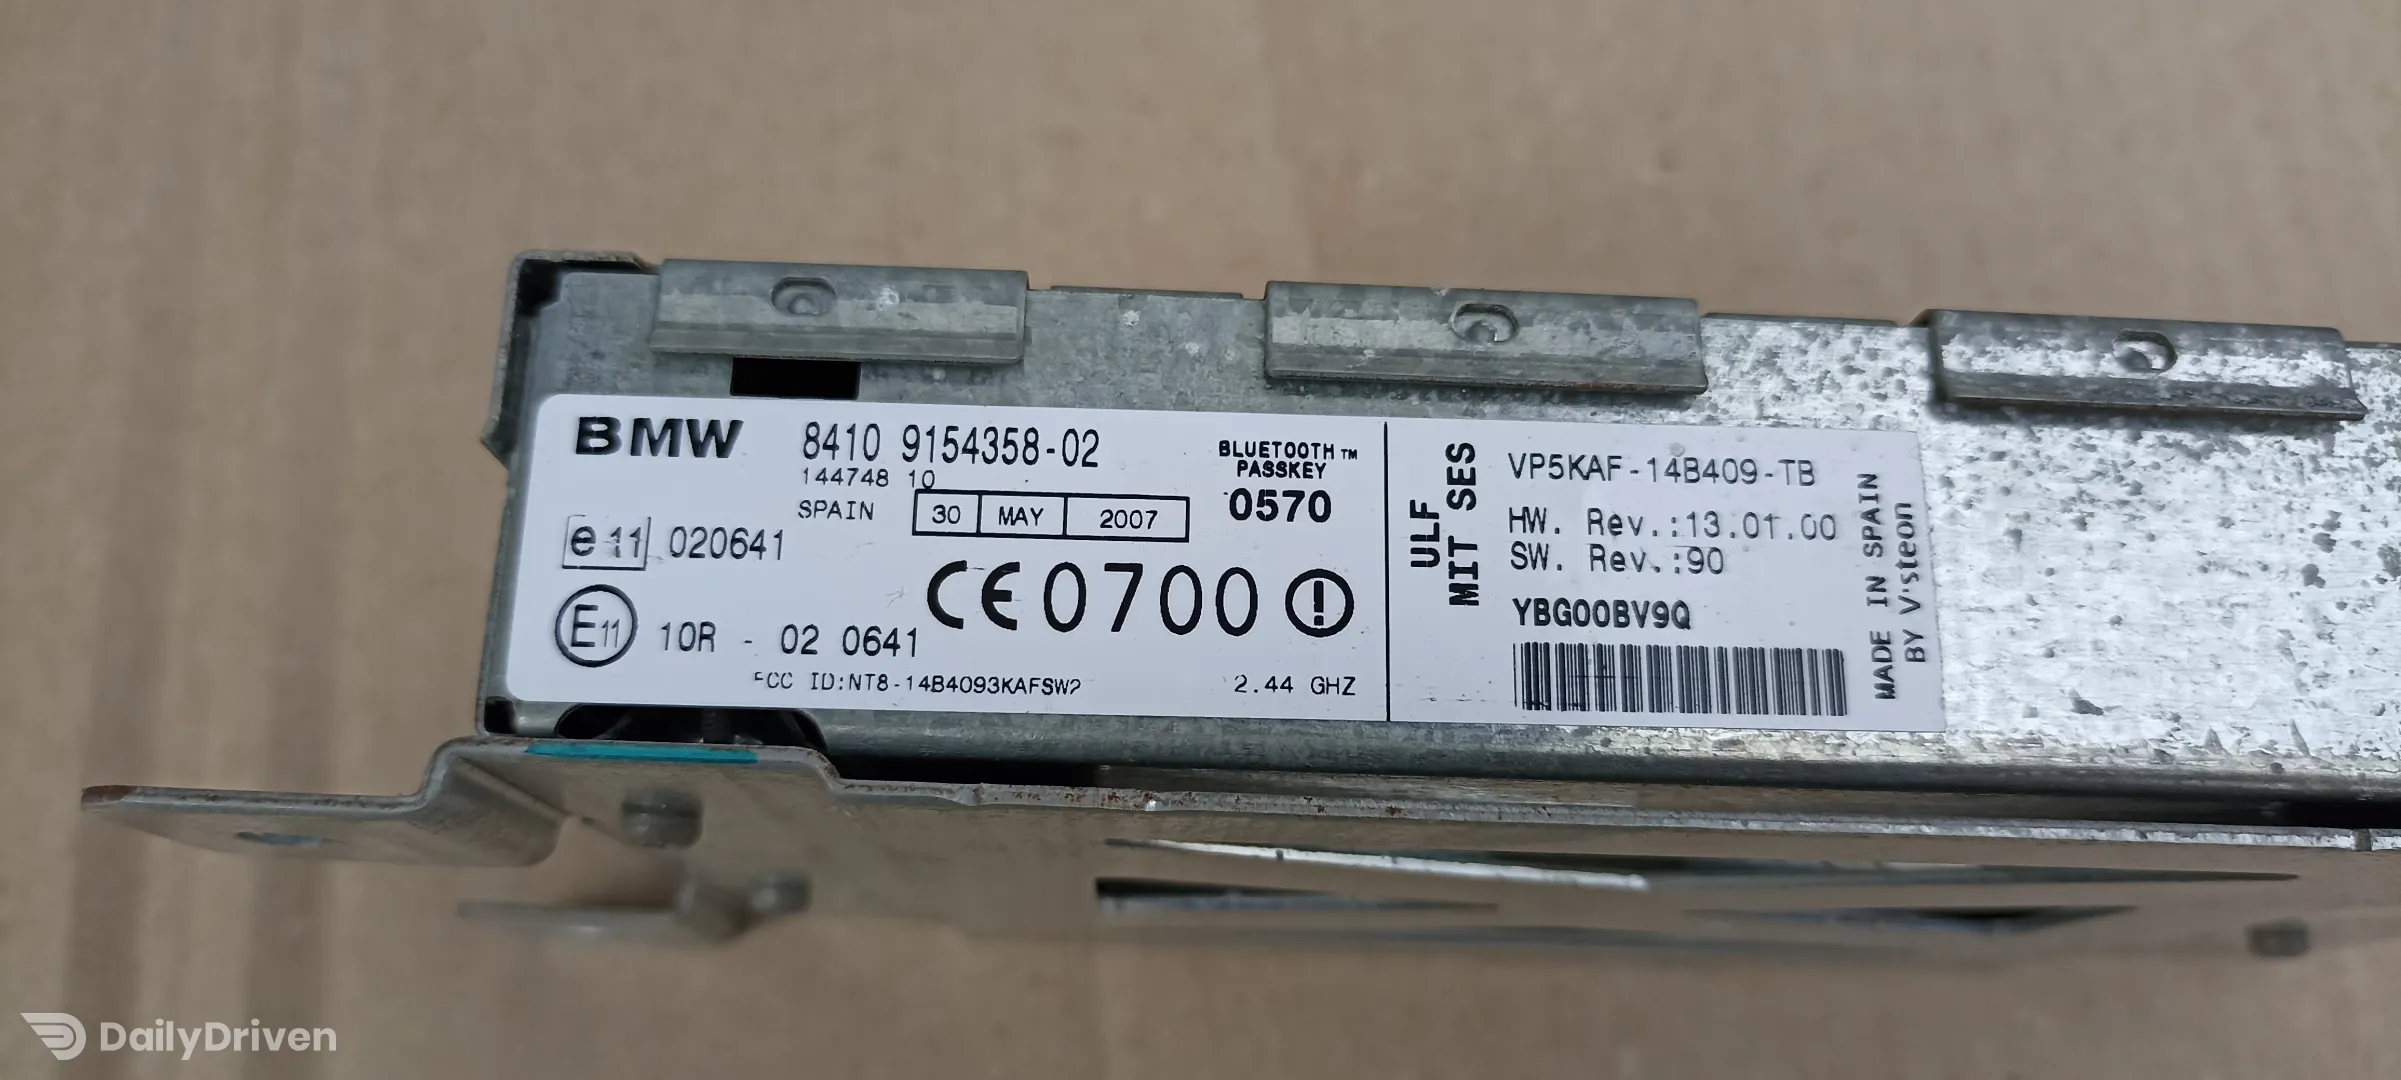 BMW 8410 9154358-02
144748 10
SPAIN 30 MAY 2007
BLUETOOTH™
PASSKEY
0570
e 11 020641
CE 0700
E11 10R - 02 0641
FCC ID:NT8-14B4093KAFSW2
2.44 GHZ
ULF
MIT SES
VP5KAF-14B409-TB
HW. Rev.:13.01.00
SW. Rev.:90
YBG00BV9Q
MADE IN SPAIN
BY Visteon
DailyDriven